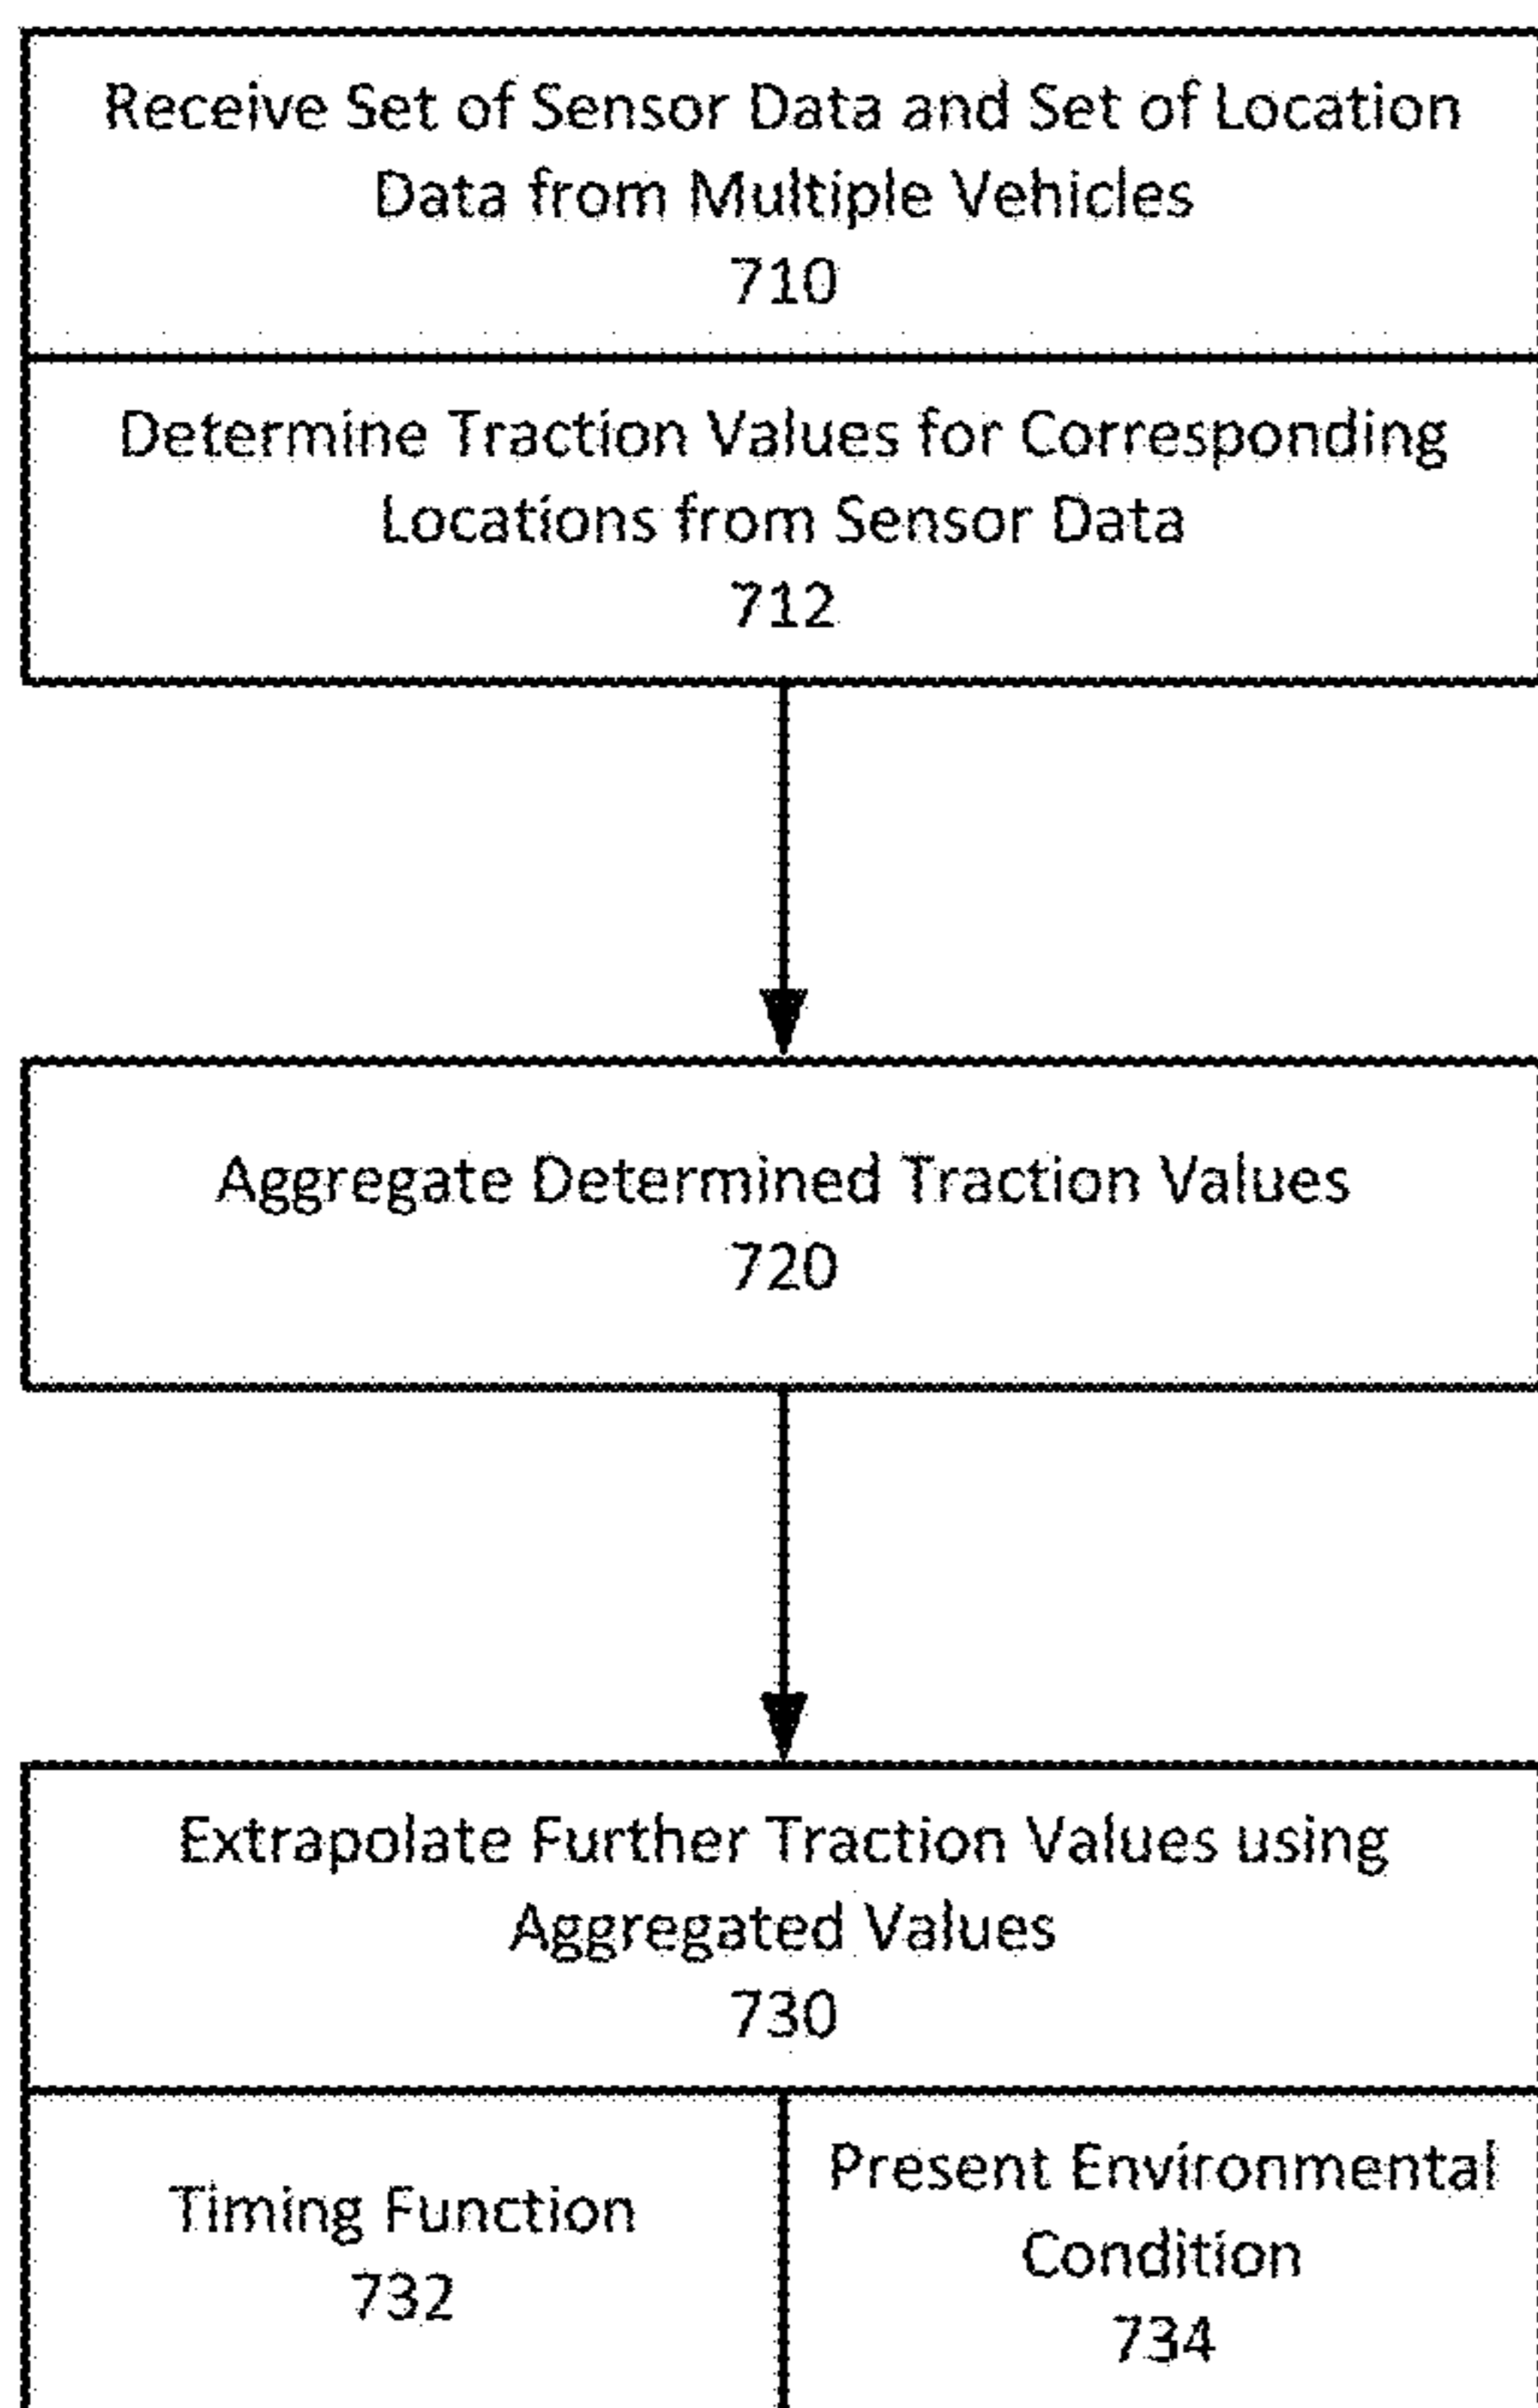 Receive Set of Sensor Data and Set of Location
Data from Multiple Vehicles
710
Determine Traction Values for Corresponding
Locations from Sensor Data
712
Aggregate Determined Traction Values
720
Extrapolate Further Traction Values using
Aggregated Values
730
Timing Function
732
Present Environmental
Condition
734